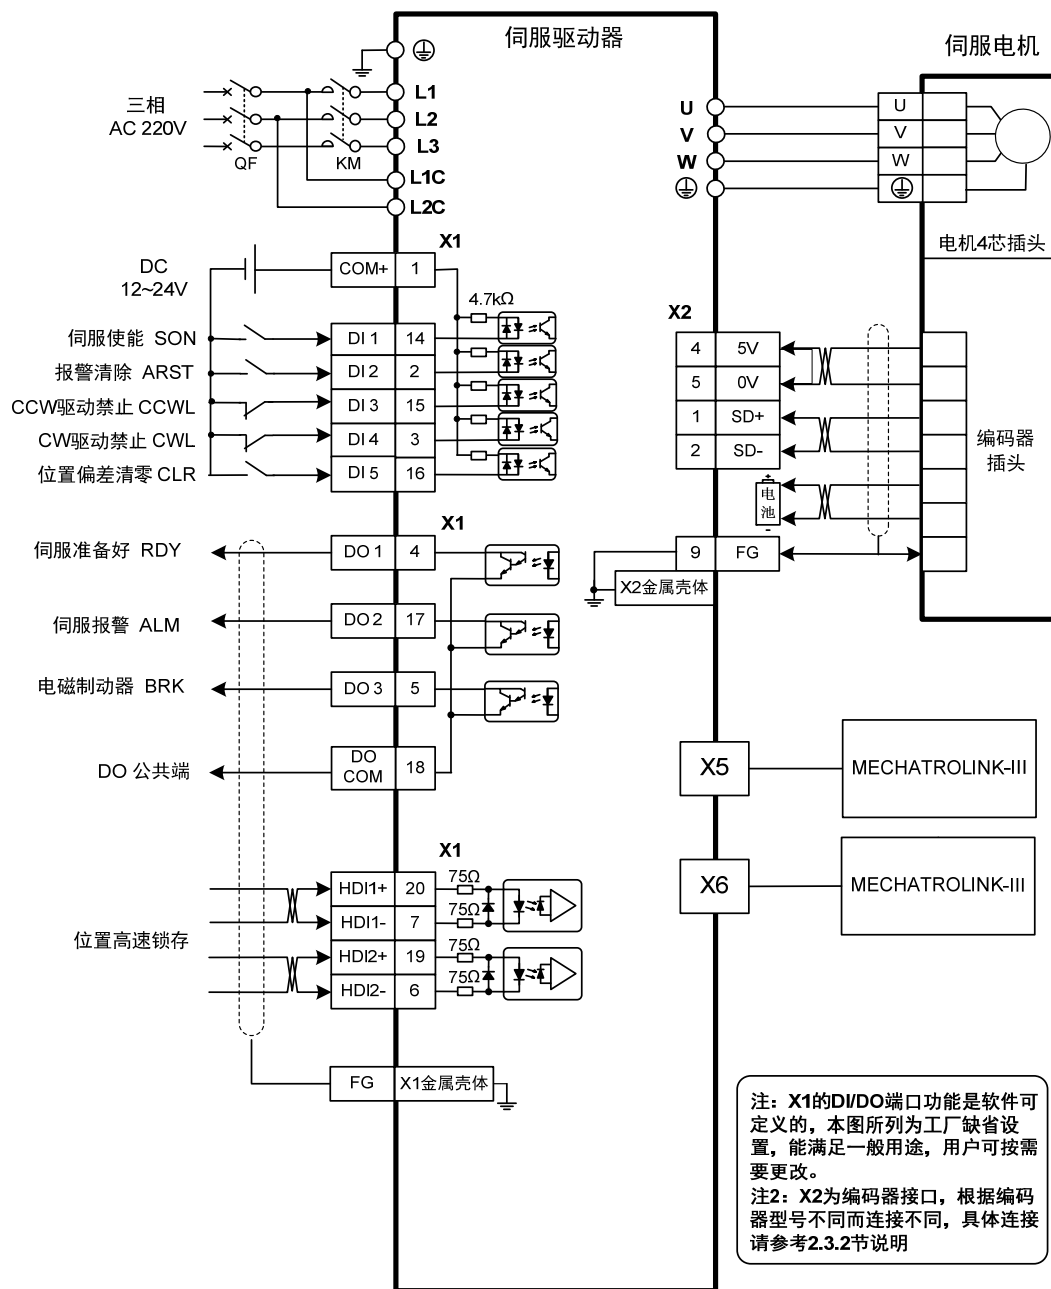 伺服驱动器
伺服电机
三相
AC 220V
QF
KM
L1
L2
L3
L1C
L2C
U
V
W
U
V
W
电机4芯插头
X1
DC
12~24V
COM+ 1
4.7kΩ
伺服使能 SON DI 1 14
报警清除 ARST DI 2 2
CCW驱动禁止 CCWL DI 3 15
CW驱动禁止 CWL DI 4 3
位置偏差清零 CLR DI 5 16
X2
4 5V
5 0V
1 SD+
2 SD-
+
电
池
-
9 FG
X2金属壳体
编码器
插头
X1
伺服准备好 RDY DO 1 4
伺服报警 ALM DO 2 17
电磁制动器 BRK DO 3 5
DO 公共端 DO COM 18
X5 MECHATROLINK-III
X6 MECHATROLINK-III
X1
位置高速锁存
HDI1+ 20 75Ω
HDI1- 7 75Ω
HDI2+ 19 75Ω
HDI2- 6 75Ω
FG X1金属壳体
注：X1的DI/DO端口功能是软件可
定义的，本图所列为工厂缺省设
置，能满足一般用途，用户可按需
要更改。
注2：X2为编码器接口，根据编码
器型号不同而连接不同，具体连接
请参考2.3.2节说明